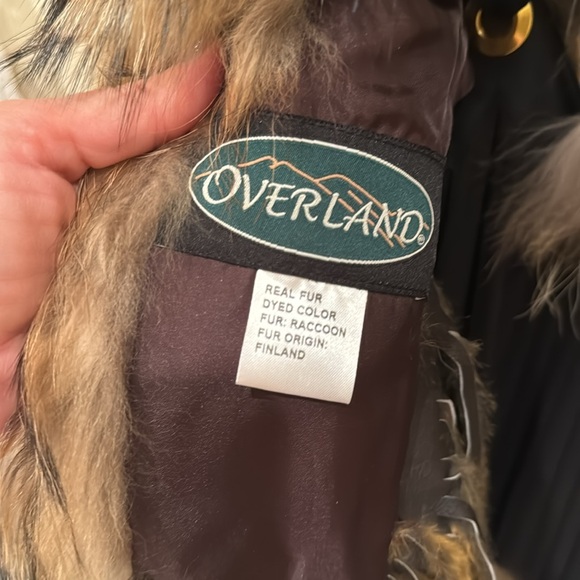 OVERLAND®
REAL FUR
DYED COLOR
FUR: RACCOON
FUR ORIGIN:
FINLAND